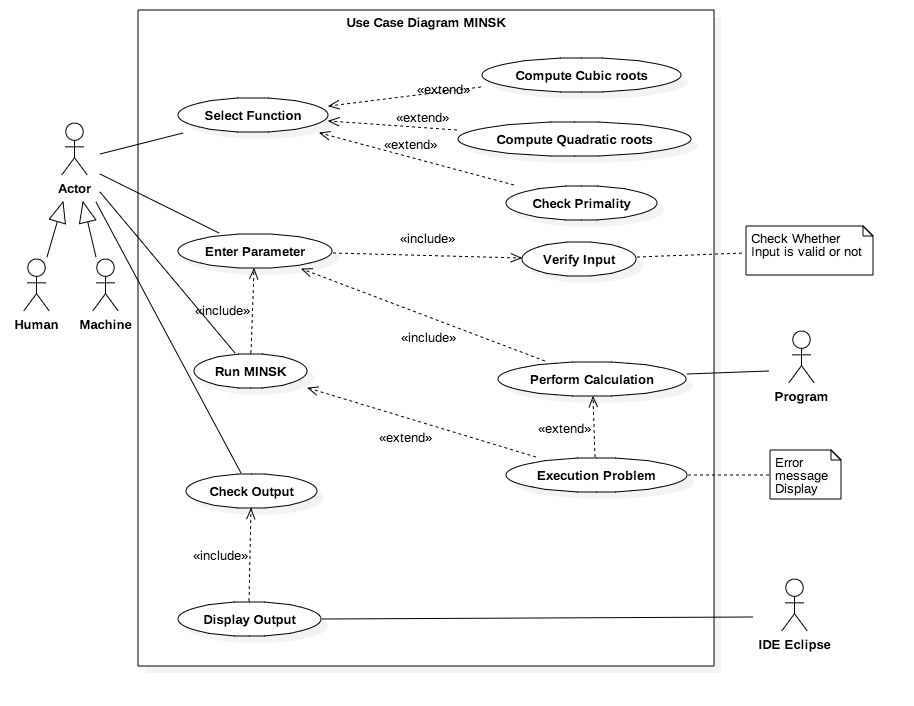 Use Case Diagram MINSK
Compute Cubic roots
«extend»
Select Function
«extend»
Compute Quadratic roots
«extend»
Actor
Check Primality
Enter Parameter
«include»
Verify Input
Check Whether
Input is valid or not
Human
Machine
«include»
«include»
Run MINSK
Perform Calculation
Program
«extend»
«extend»
Execution Problem
Error
message
Display
Check Output
«include»
Display Output
IDE Eclipse